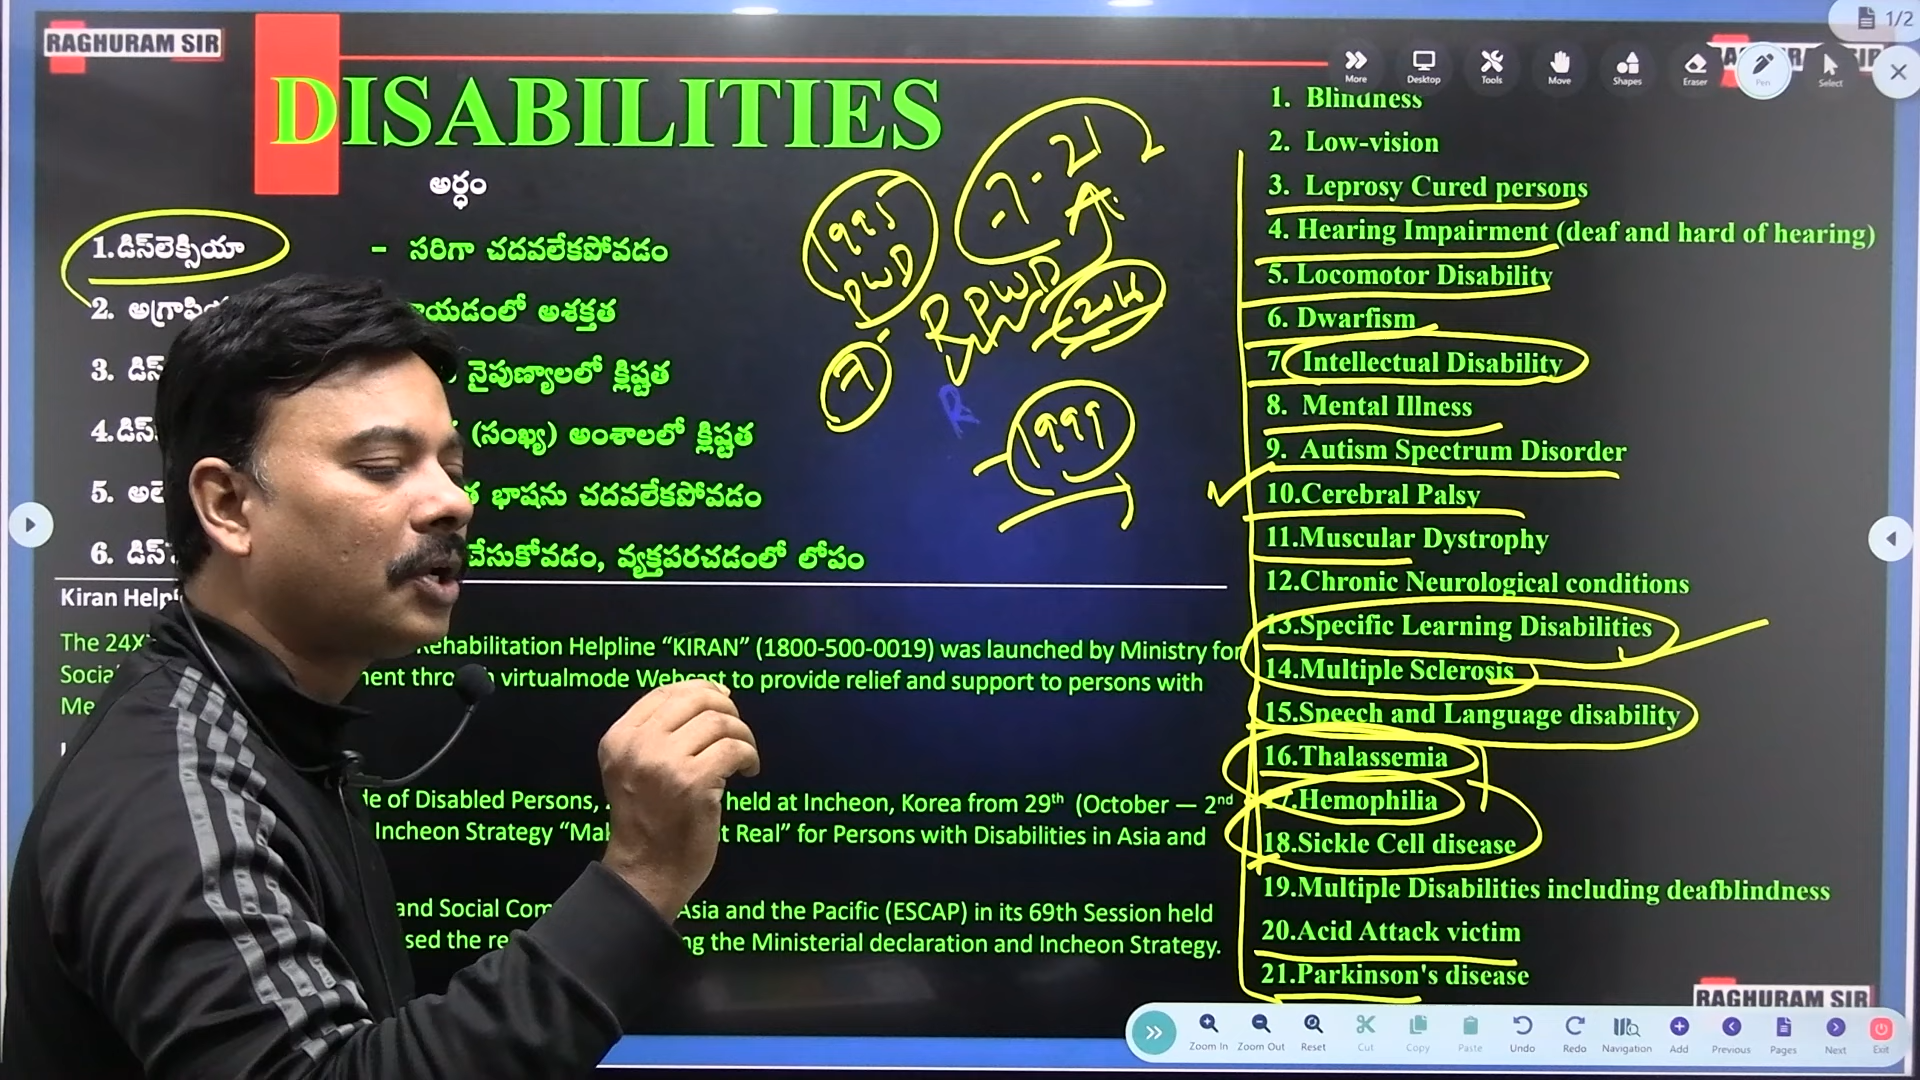 RAGHURAM SIR
DISABILITIES
అర్ధం
1.డిస్‌లెక్సియా - సరిగా చదవలేకపోవడం
2. అగ్రాఫి
యడంలో అశక్తత
3.
నైపుణ్యాలలో క్లిష్టత
4.
(సంఖ్య) అంశాలలో క్లిష్టత
5.
భాషను చదవలేకపోవడం
6.
చేసుకోవడం, వ్యక్తపరచడంలో లోపం
Kiran Help
The 24X
Rehabilitation Helpline “KIRAN” (1800-500-0019) was launched by Ministry for
Social
through virtualmode Webcast to provide relief and support to persons with
Me
of Disabled Persons,
held at Incheon, Korea from 29th (October — 2nd
Incheon Strategy
Real” for Persons with Disabilities in Asia and
and Social
Asia and the Pacific (ESCAP) in its 69th Session held
the
the Ministerial declaration and Incheon Strategy.
1995
PWD
7
7. 21
RPWD
2016
R
1999
1. Blindness
2. Low-vision
3. Leprosy Cured persons
4. Hearing Impairment (deaf and hard of hearing)
5. Locomotor Disability
6. Dwarfism
7 Intellectual Disability
8. Mental Illness
9. Autism Spectrum Disorder
10.Cerebral Palsy
11.Muscular Dystrophy
12.Chronic Neurological conditions
13.Specific Learning Disabilities
14.Multiple Sclerosis
15.Speech and Language disability
16.Thalassemia
17.Hemophilia
18.Sickle Cell disease
19.Multiple Disabilities including deafblindness
20.Acid Attack victim
21.Parkinson's disease
RAGHURAM SIR
1/2
More Desktop Tools Move Shapes Eraser Pen Select
Zoom In Zoom Out Reset Cut Copy Paste Undo Redo Navigation Add Previous Pages Next Exit